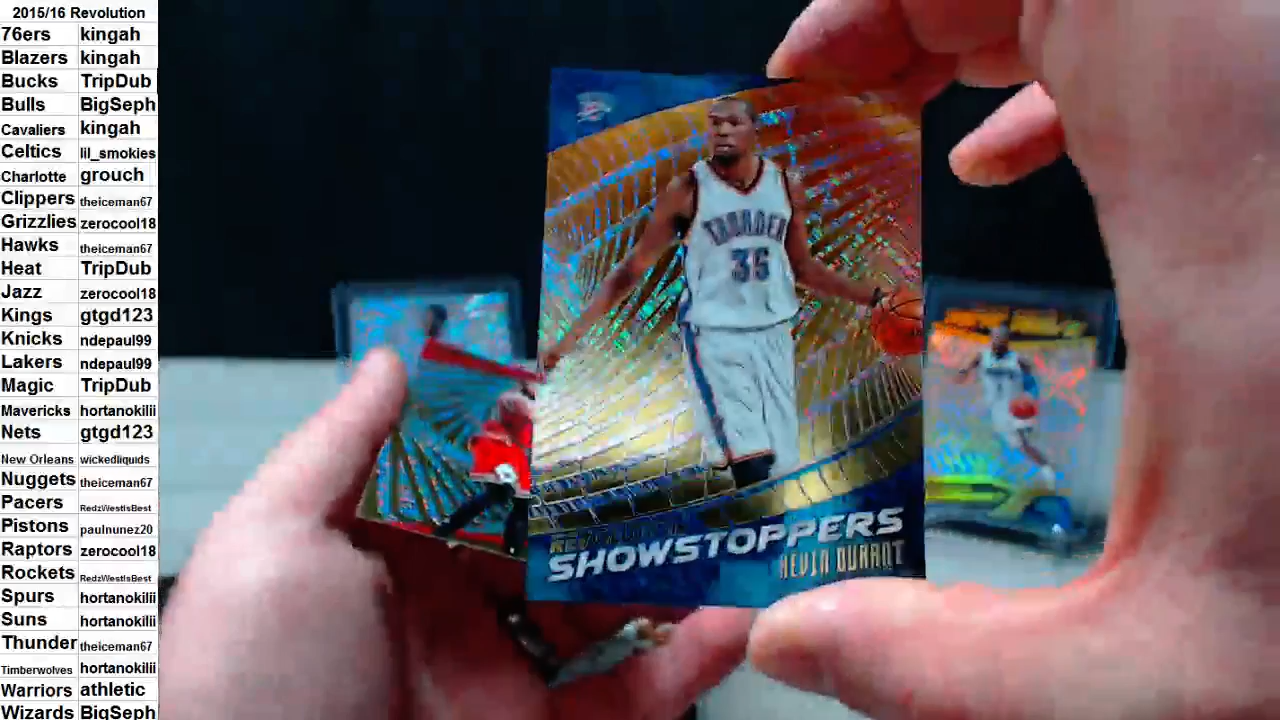 2015/16 Revolution
76ers kingah
Blazers kingah
Bucks TripDub
Bulls BigSeph
Cavaliers kingah
Celtics lil_smokies
Charlotte grouch
Clippers theiceman67
Grizzlies zerocool18
Hawks theiceman67
Heat TripDub
Jazz zerocool18
Kings gtgd123
Knicks ndepaul99
Lakers ndepaul99
Magic TripDub
Mavericks hortanokilii
Nets gtgd123
New Orleans wickedliquids
Nuggets theiceman67
Pacers RedzWestIsBest
Pistons paulnunez20
Raptors zerocool18
Rockets RedzWestIsBest
Spurs hortanokilii
Suns hortanokilii
Thunder theiceman67
Timberwolves hortanokilii
Warriors athletic
Wizards BigSeph
THUNDER
35
REVOLUTION
SHOWSTOPPERS
KEVIN DURANT